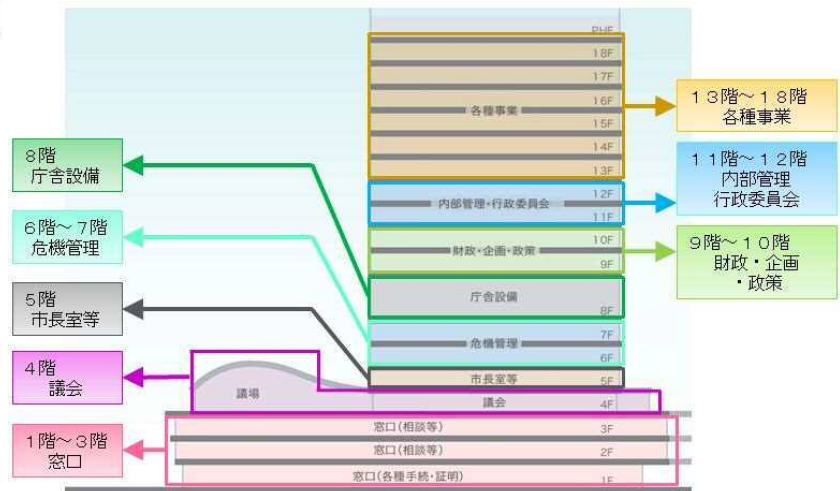 PHF
18F
17F
16F
各種事業
15F
14F
13F
12F
内部管理・行政委員会
11F
10F
財政・企画・政策
9F
庁舎設備
8F
7F
危機管理
6F
市長室等
5F
議場
議会
4F
窓口(相談等)
3F
窓口(相談等)
2F
窓口(各種手続・証明)
1F
8階
庁舎設備
6階~7階
危機管理
5階
市長室等
4階
議会
1階~3階
窓口
13階~18階
各種事業
11階~12階
内部管理
行政委員会
9階~10階
財政・企画
・政策